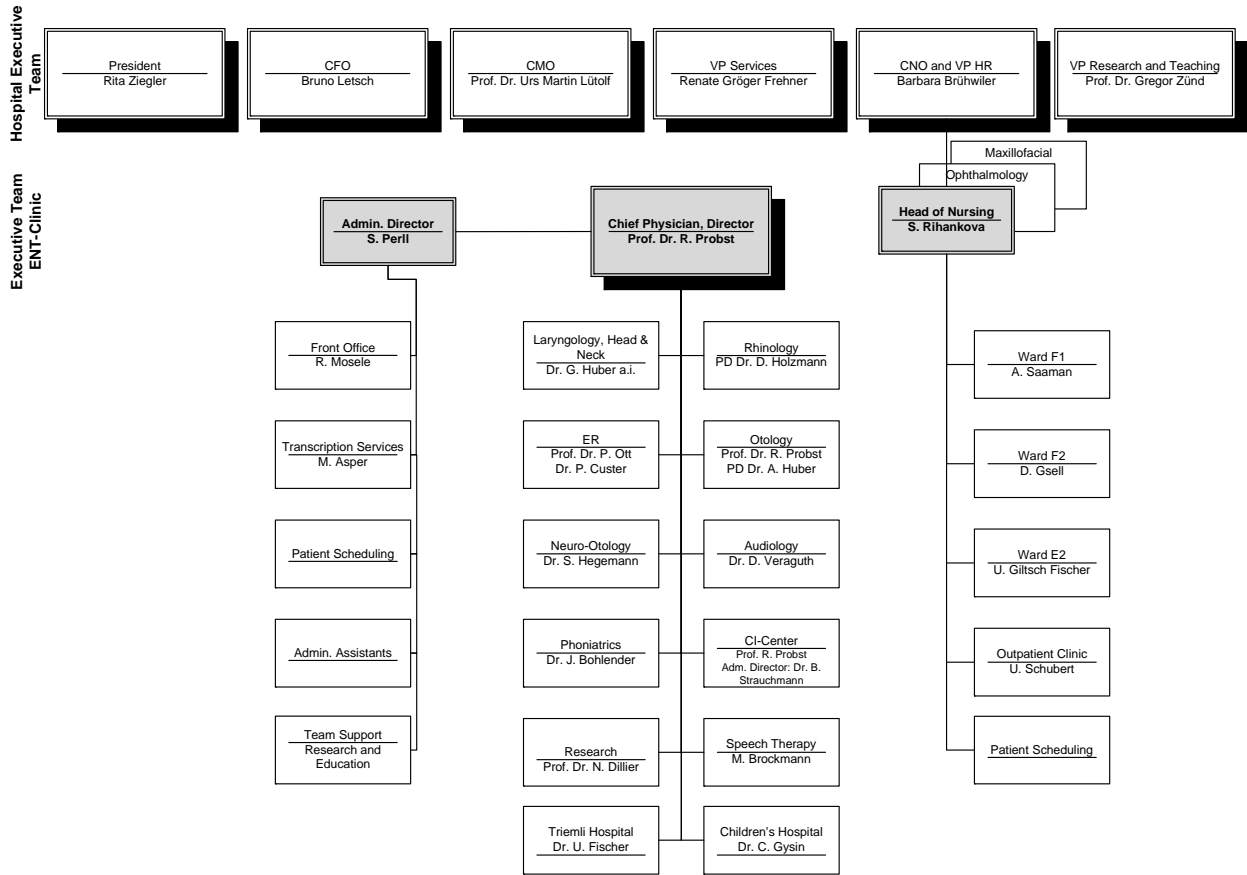 Hospital Executive
Team
President
Rita Ziegler
CFO
Bruno Letsch
CMO
Prof. Dr. Urs Martin Lütolf
VP Services
Renate Gröger Frehner
CNO and VP HR
Barbara Brühwiler
VP Research and Teaching
Prof. Dr. Gregor Zünd
Executive Team
ENT-Clinic
Admin. Director
S. Perll
Chief Physician, Director
Prof. Dr. R. Probst
Maxillofacial
Ophthalmology
Head of Nursing
S. Rihankova
Front Office
R. Mosele
Transcription Services
M. Asper
Patient Scheduling
Admin. Assistants
Team Support
Research and
Education
Laryngology, Head &
Neck
Dr. G. Huber a.i.
Rhinology
PD Dr. D. Holzmann
ER
Prof. Dr. P. Ott
Dr. P. Custer
Otology
Prof. Dr. R. Probst
PD Dr. A. Huber
Neuro-Otology
Dr. S. Hegemann
Audiology
Dr. D. Veraguth
Phoniatrics
Dr. J. Bohlender
CI-Center
Prof. R. Probst
Adm. Director: Dr. B.
Strauchmann
Research
Prof. Dr. N. Dillier
Speech Therapy
M. Brockmann
Triemli Hospital
Dr. U. Fischer
Children's Hospital
Dr. C. Gysin
Ward F1
A. Saaman
Ward F2
D. Gsell
Ward E2
U. Giltsch Fischer
Outpatient Clinic
U. Schubert
Patient Scheduling